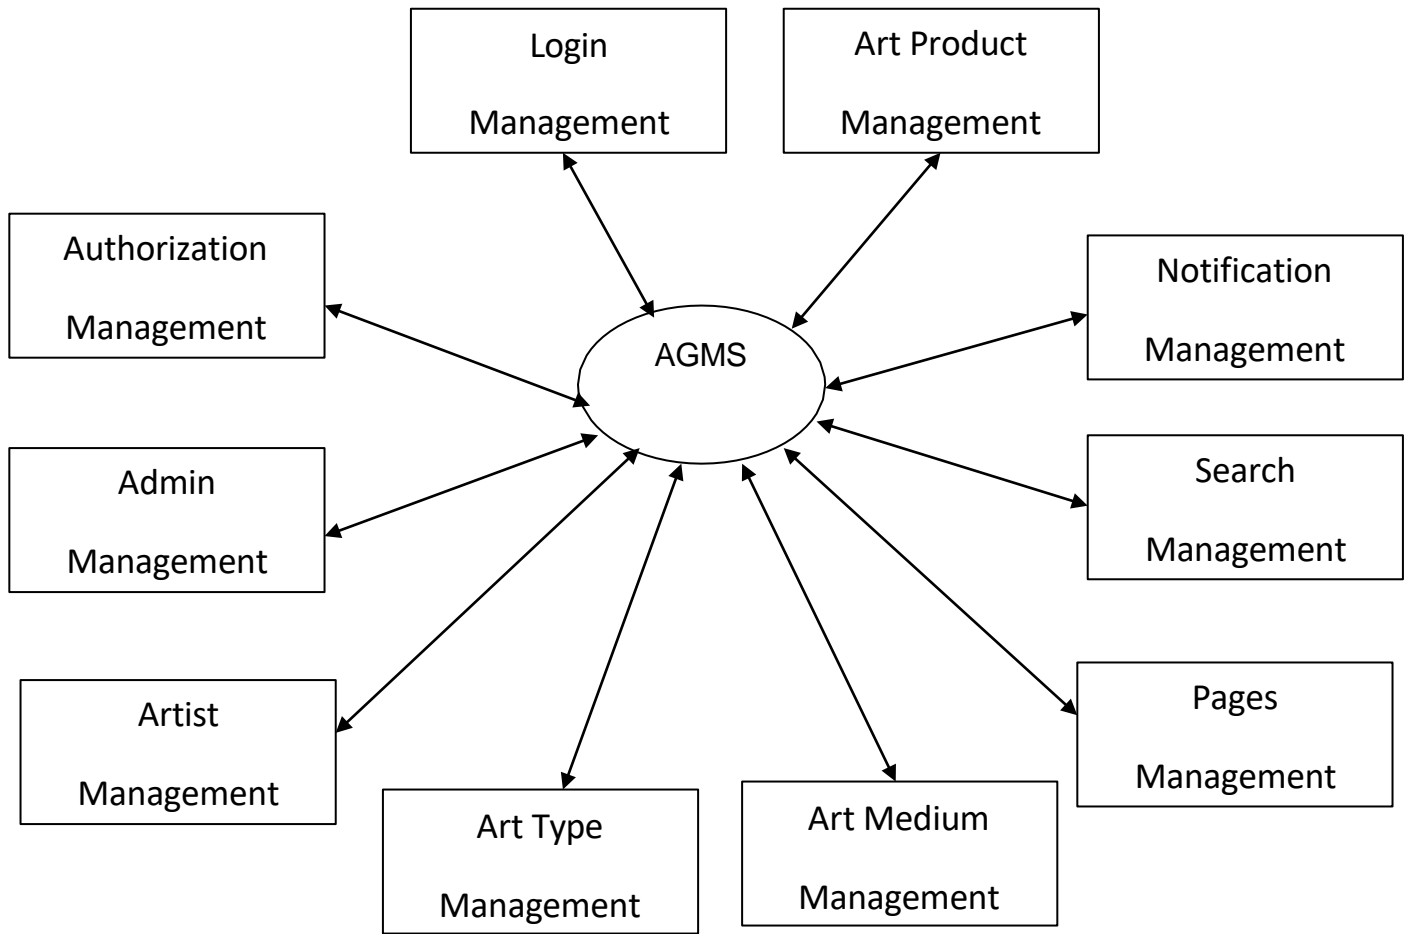 Login
Management
Art Product
Management
Authorization
Management
Notification
Management
AGMS
Admin
Management
Search
Management
Artist
Management
Pages
Management
Art Type
Management
Art Medium
Management